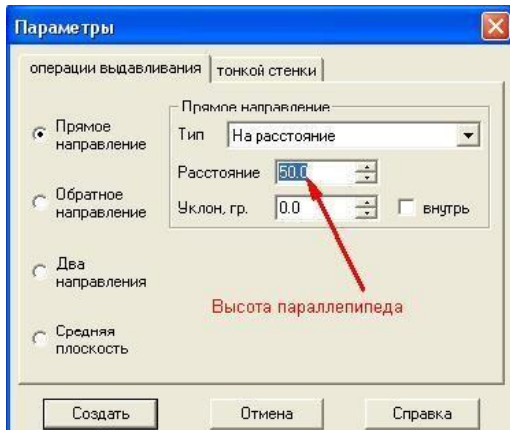 Параметры
операции выдавливания
тонкой стенки
Прямое
направление
Обратное
направление
Два
направления
Средняя
плоскость
Прямое направление
Тип На расстояние
Расстояние 50.0
Уклон, гр. 0.0 внутрь
Высота параллепипеда
Создать Отмена Справка